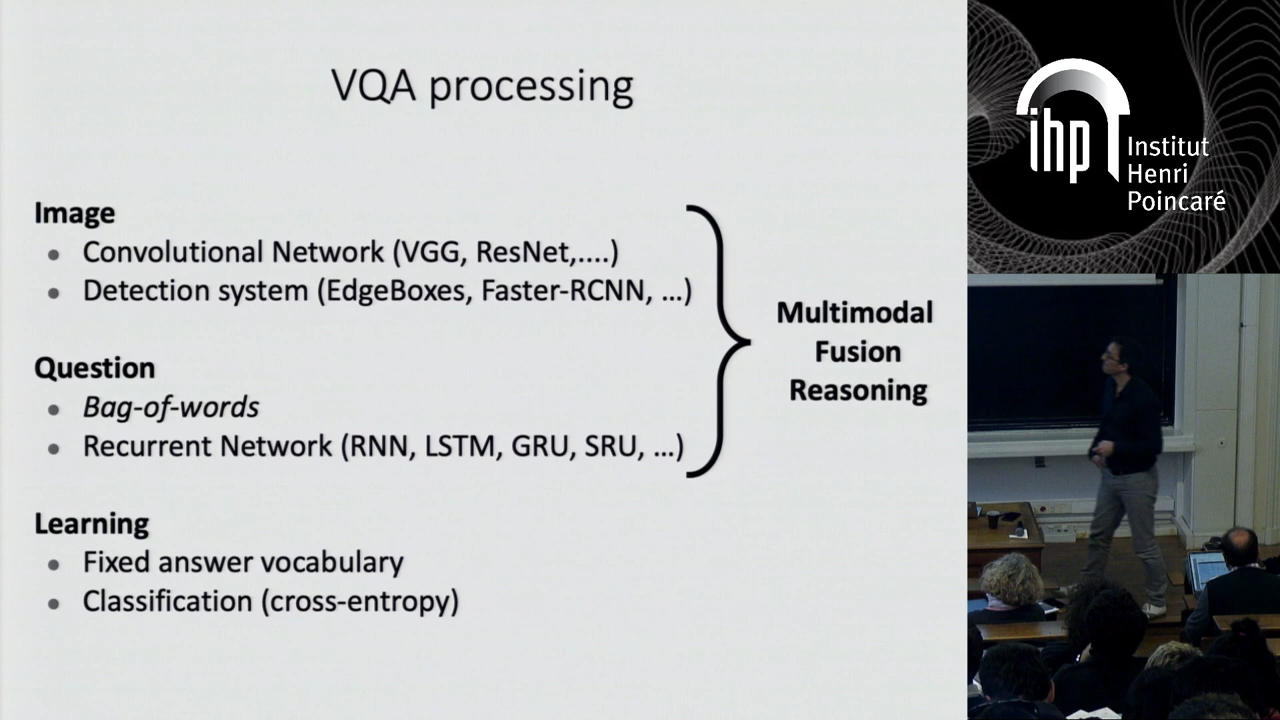 VQA processing
Image
• Convolutional Network (VGG, ResNet,....)
• Detection system (EdgeBoxes, Faster-RCNN, ...)
Question
• Bag-of-words
• Recurrent Network (RNN, LSTM, GRU, SRU, ...)
Multimodal
Fusion
Reasoning
Learning
• Fixed answer vocabulary
• Classification (cross-entropy)
ihp
Institut
Henri
Poincaré